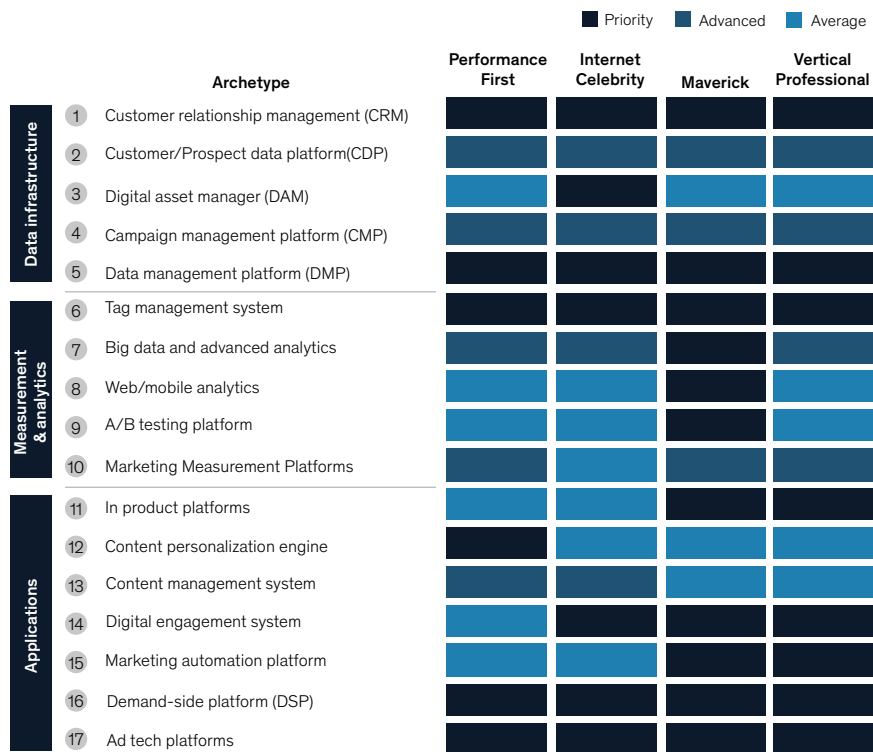 Priority Advanced Average
Archetype
Performance
First
Internet
Celebrity
Maverick
Vertical
Professional
Data infrastructure
1 Customer relationship management (CRM)
2 Customer/Prospect data platform(CDP)
3 Digital asset manager (DAM)
4 Campaign management platform (CMP)
5 Data management platform (DMP)
Measurement
& analytics
6 Tag management system
7 Big data and advanced analytics
8 Web/mobile analytics
9 A/B testing platform
10 Marketing Measurement Platforms
Applications
11 In product platforms
12 Content personalization engine
13 Content management system
14 Digital engagement system
15 Marketing automation platform
16 Demand-side platform (DSP)
17 Ad tech platforms